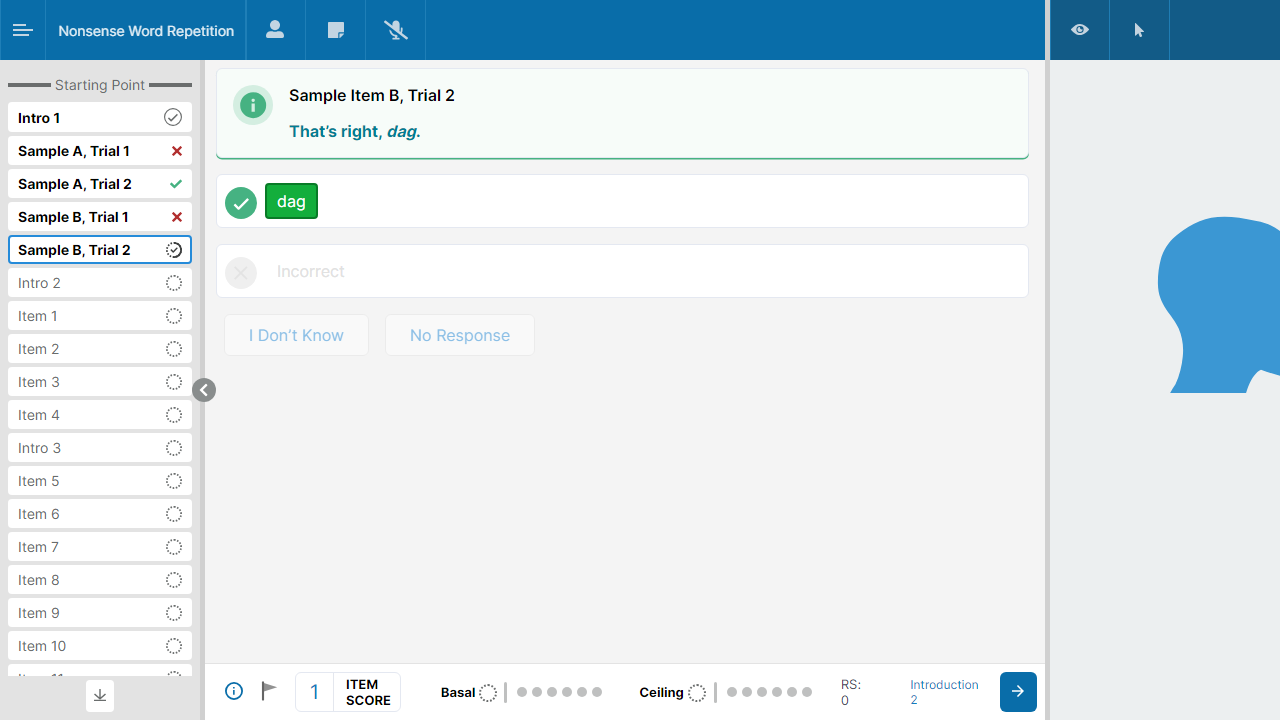 Nonsense Word Repetition
Starting Point
Intro 1
Sample A, Trial 1
Sample A, Trial 2
Sample B, Trial 1
Sample B, Trial 2
Intro 2
Item 1
Item 2
Item 3
Item 4
Intro 3
Item 5
Item 6
Item 7
Item 8
Item 9
Item 10
Item 11
Sample Item B, Trial 2
That's right, dag.
dag
Incorrect
I Don't Know
No Response
1
ITEM
SCORE
Basal
Ceiling
RS:
0
Introduction
2